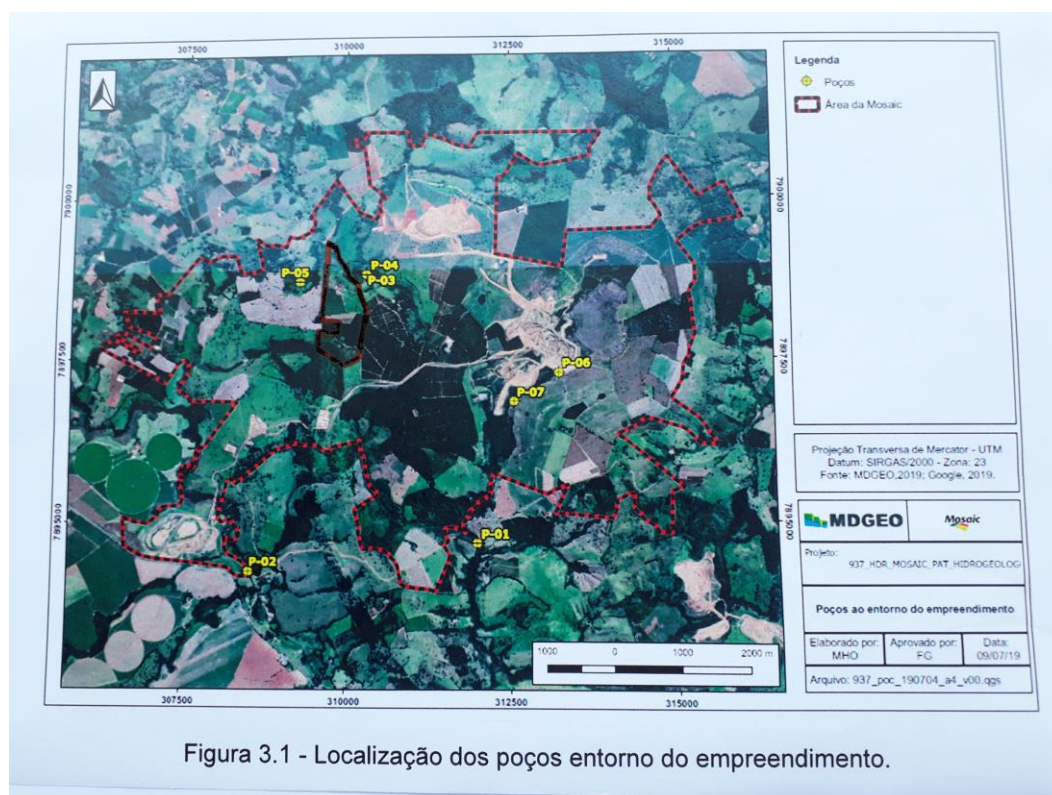 307500
310000
312500
315000
7900000
7900000
P-04
P-05
P-03
7897500
7897500
P-06
P-07
7895000
7895000
P-01
P-02
1000
0
1000
2000 m
307500
310000
312500
315000
Legenda
Poços
Área da Mosaic
Projeção Transversa de Mercator - UTM
Datum: SIRGAS/2000 - Zona: 23
Fonte: MDGEO,2019; Google, 2019.
MDGEO
Mosaic
Projeto:
937_HDR_MOSAIC_PAT_HIDROGEOLOG
Poços ao entorno do empreendimento
Elaborado por:
MHO
Aprovado por:
FG
Data:
09/07/19
Arquivo: 937_poc_190704_a4_v00.qgs
Figura 3.1 - Localização dos poços entorno do empreendimento.